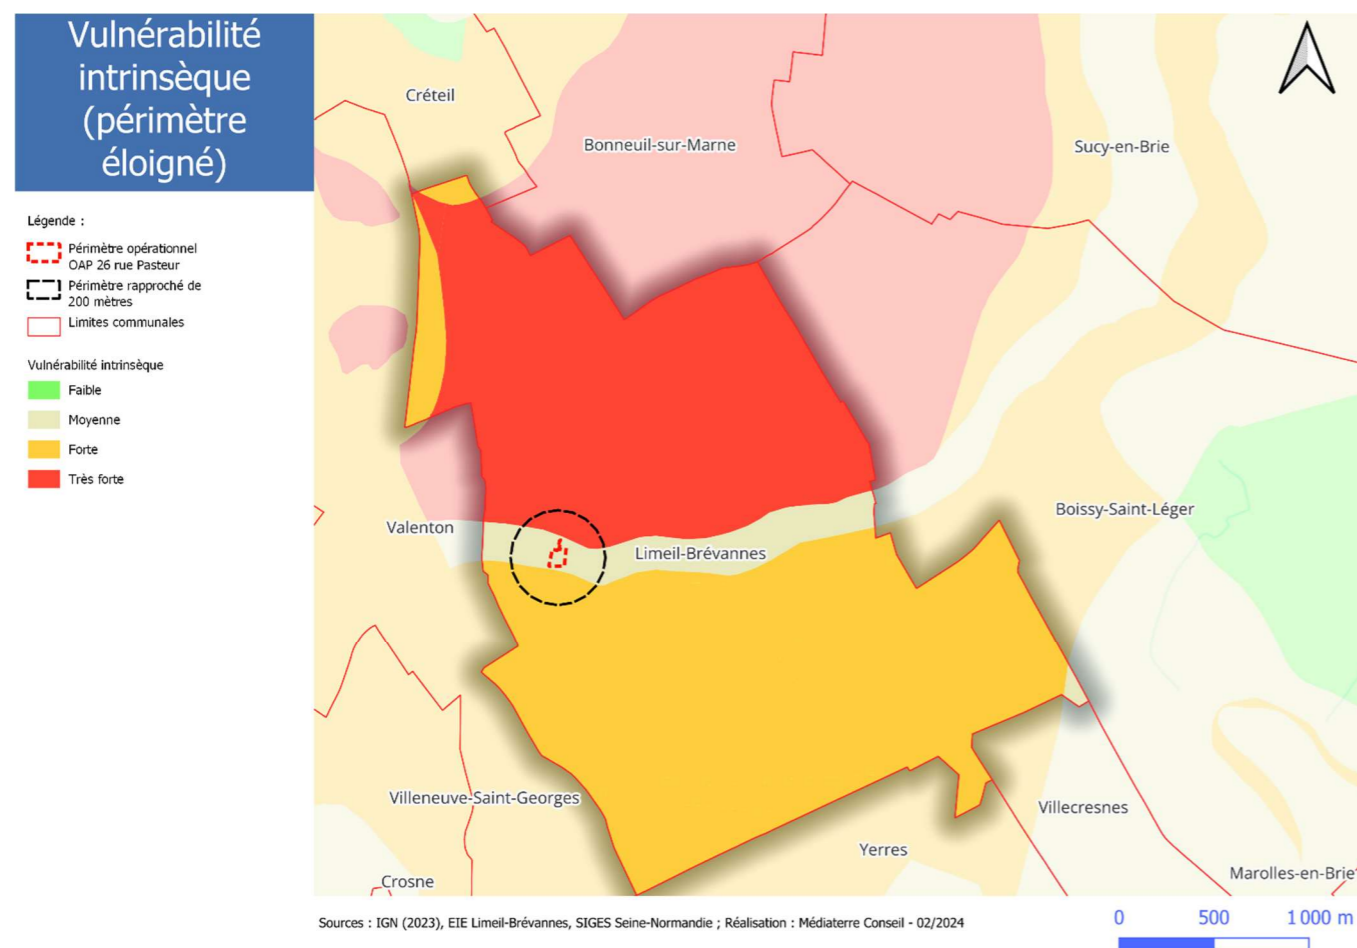 Vulnérabilité
intrinsèque
(périmètre
éloigné)
Légende :
Périmètre opérationnel
OAP 26 rue Pasteur
Périmètre rapproché de
200 mètres
Limites communales
Vulnérabilité intrinsèque
Faible
Moyenne
Forte
Très forte
Créteil
Bonneuil-sur-Marne
Sucy-en-Brie
Boissy-Saint-Léger
Valenton
Limeil-Brévannes
Villeneuve-Saint-Georges
Villecresnes
Yerres
Marolles-en-Brie
Crosne
Sources : IGN (2023), EIE Limeil-Brévannes, SIGES Seine-Normandie ; Réalisation : Médiaterre Conseil - 02/2024
0 500 1 000 m